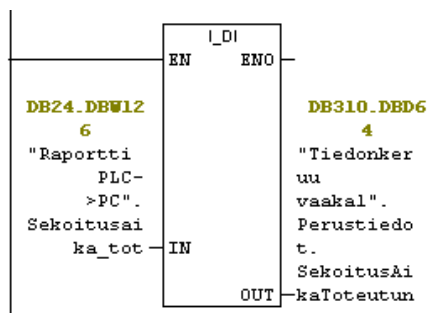 I_DI
EN ENO
DB24.DBW12
6
"Raportti
PLC-
>PC".
Sekoitusai
ka_tot
IN
DB310.DBD6
4
"Tiedonker
uu
vaakal".
Perustiedo
t.
SekoitusAi
kaToteutun
OUT